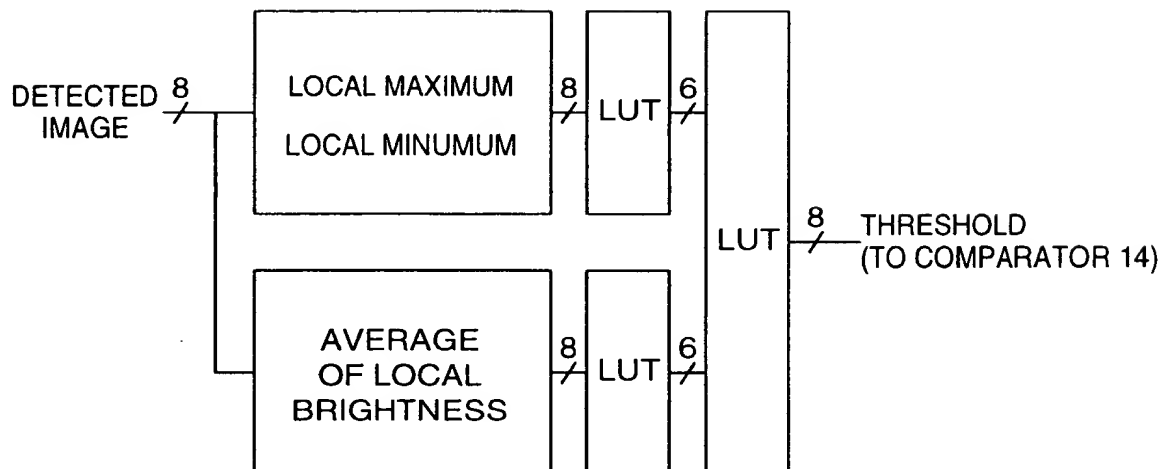 DETECTED
IMAGE
8
LOCAL MAXIMUM
LOCAL MINUMUM
8
LUT
6
AVERAGE
OF LOCAL
BRIGHTNESS
8
LUT
6
LUT
8
THRESHOLD
(TO COMPARATOR 14)